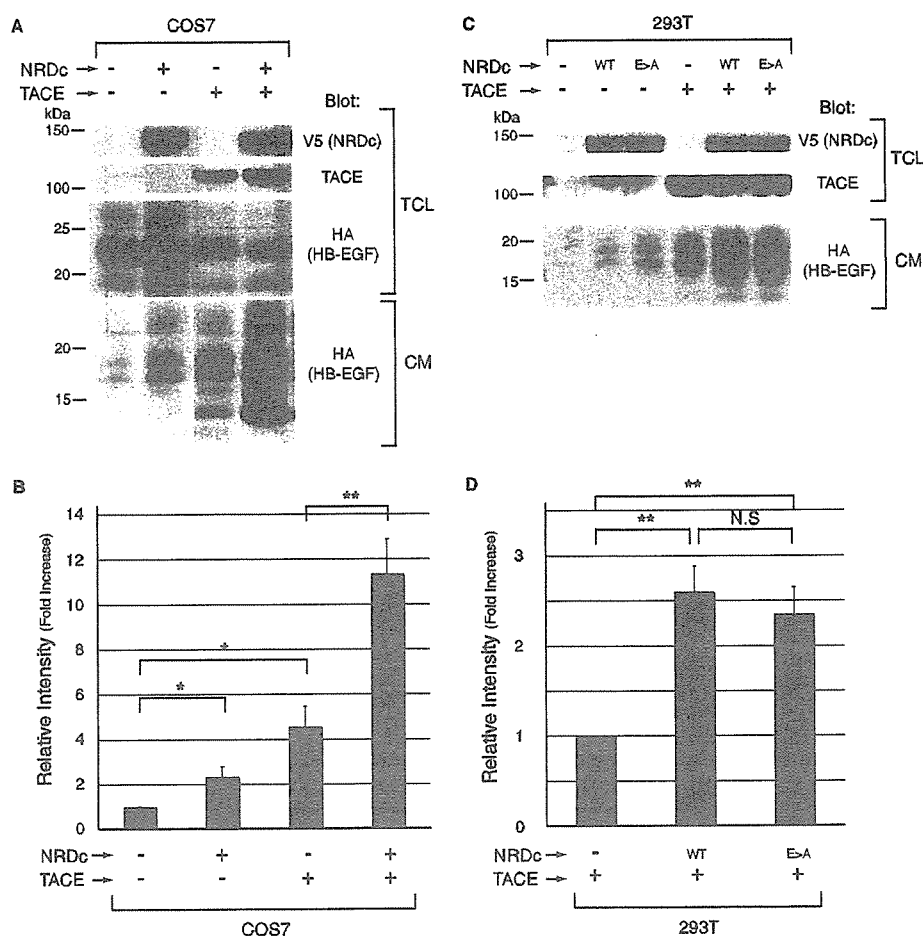 A
COS7
NRDc → - + - +
TACE → - - + +
kDa
Blot:
150
V5 (NRDc)
TACE
100
25
HA
(HB-EGF)
20
TCL
20
HA
(HB-EGF)
15
CM
B
Relative Intensity (Fold Increase)
14
12
10
8
6
4
2
0
*
*
**
NRDc → - + - +
TACE → - - + +
COS7
C
293T
NRDc → - WT E>A - WT E>A
TACE → - - - + + +
kDa
Blot:
150
V5 (NRDc)
TACE
100
TCL
20
HA
(HB-EGF)
15
CM
D
Relative Intensity (Fold Increase)
3
2
1
0
**
**
N.S
NRDc → - WT E>A
TACE → + + +
293T